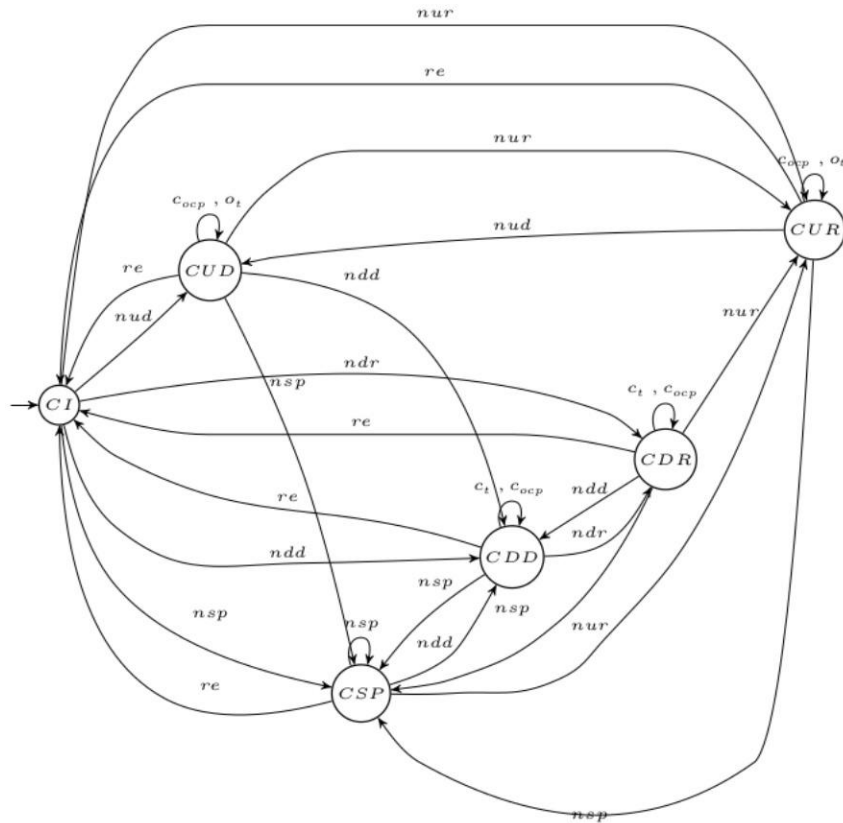 nur
re
nur
c_ocp , o_t
c_ocp , o_t
nud
CUR
re
CUD
ndd
nud
nur
ndr
nsp
c_t , c_ocp
CI
re
CDR
c_t , c_ocp
ndd
re
ndr
ndd
CDD
nsp
nsp
nsp
nsp
ndd
nur
re
CSP
nsp